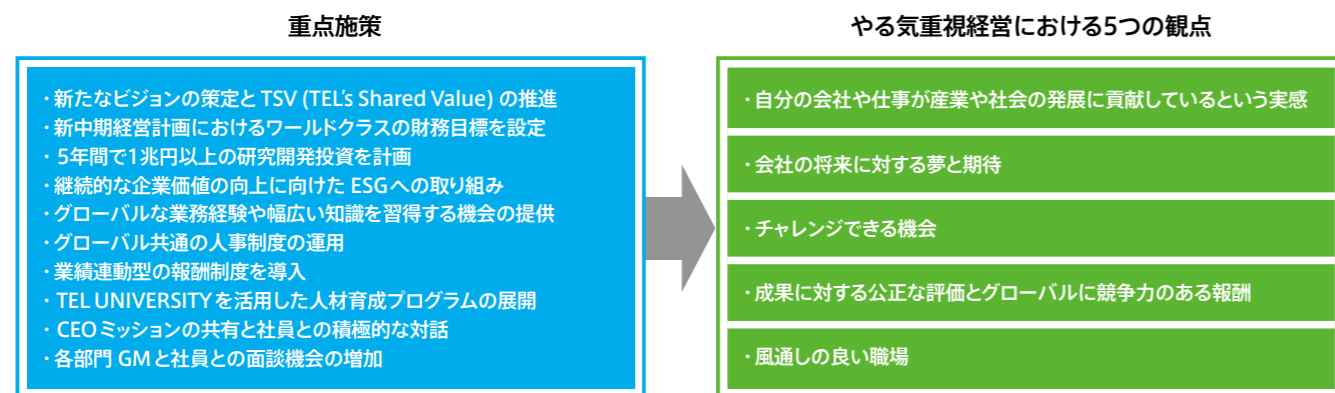 重点施策
・新たなビジョンの策定と TSV (TEL's Shared Value) の推進
・新中期経営計画におけるワールドクラスの財務目標を設定
・5年間で1兆円以上の研究開発投資を計画
・継続的な企業価値の向上に向けた ESGへの取り組み
・グローバルな業務経験や幅広い知識を習得する機会の提供
・グローバル共通の人事制度の運用
・業績連動型の報酬制度を導入
・TEL UNIVERSITYを活用した人材育成プログラムの展開
・CEOミッションの共有と社員との積極的な対話
・各部門 GMと社員との面談機会の増加
やる気重視経営における5つの観点
・自分の会社や仕事が産業や社会の発展に貢献しているという実感
・会社の将来に対する夢と期待
・チャレンジできる機会
・成果に対する公正な評価とグローバルに競争力のある報酬
・風通しの良い職場